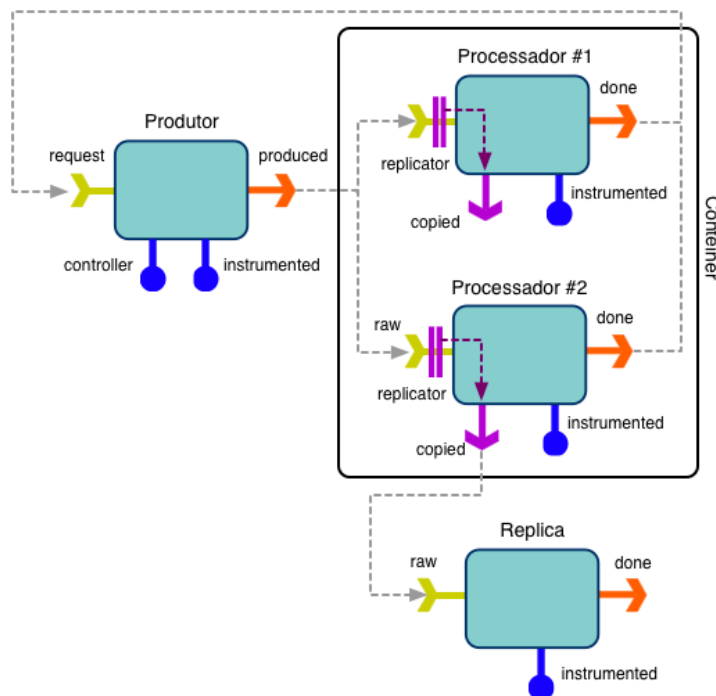 Processador #1
done
Produtor
request
produced
replicator
instrumented
copied
controller
instrumented
Conteiner
Processador #2
raw
done
replicator
instrumented
copied
Replica
raw
done
instrumented